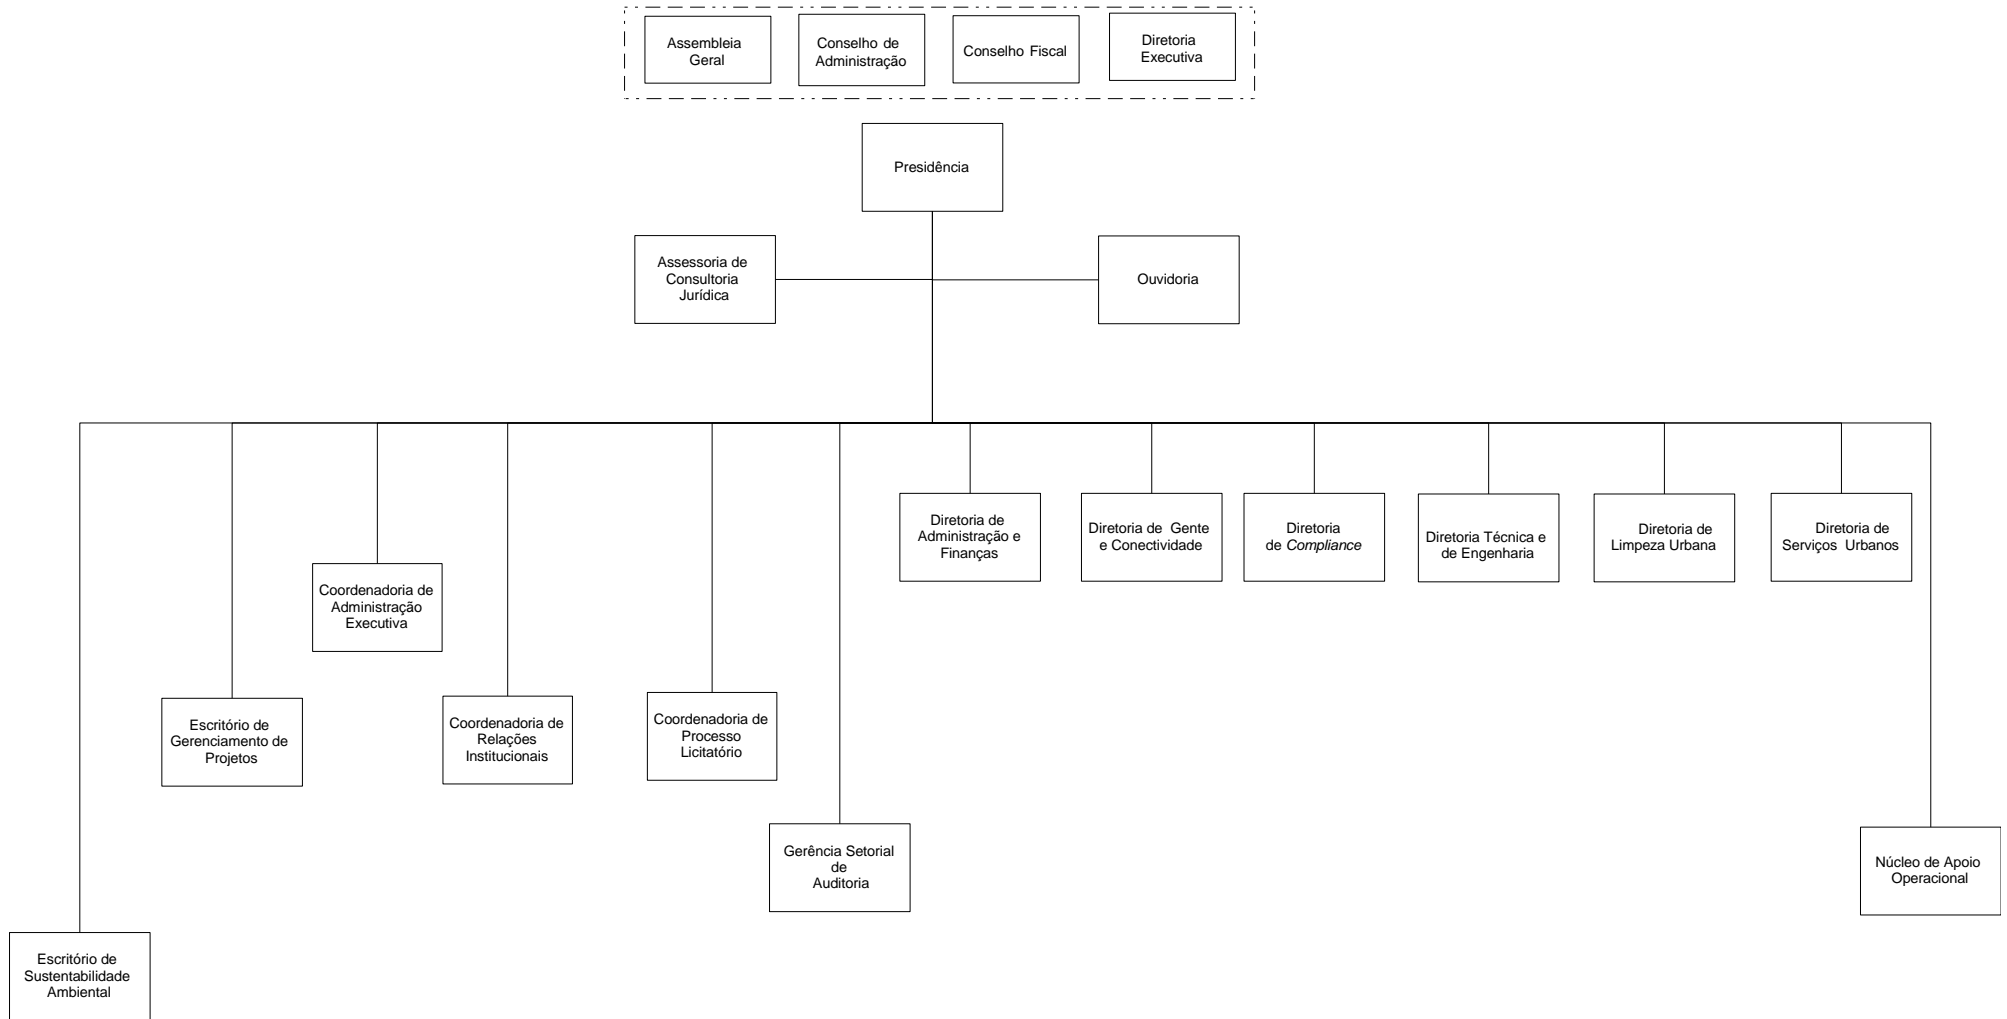 Assembleia
Geral
Conselho de
Administração
Conselho Fiscal
Diretoria
Executiva
Presidência
Assessoria de
Consultoria
Jurídica
Ouvidoria
Diretoria de
Administração e
Finanças
Diretoria de Gente
e Conectividade
Diretoria
de Compliance
Diretoria Técnica e
de Engenharia
Diretoria de
Limpeza Urbana
Diretoria de
Serviços Urbanos
Coordenadoria de
Administração
Executiva
Escritório de
Gerenciamento de
Projetos
Coordenadoria de
Relações
Institucionais
Coordenadoria de
Processo
Licitatório
Gerência Setorial
de
Auditoria
Núcleo de Apoio
Operacional
Escritório de
Sustentabilidade
Ambiental